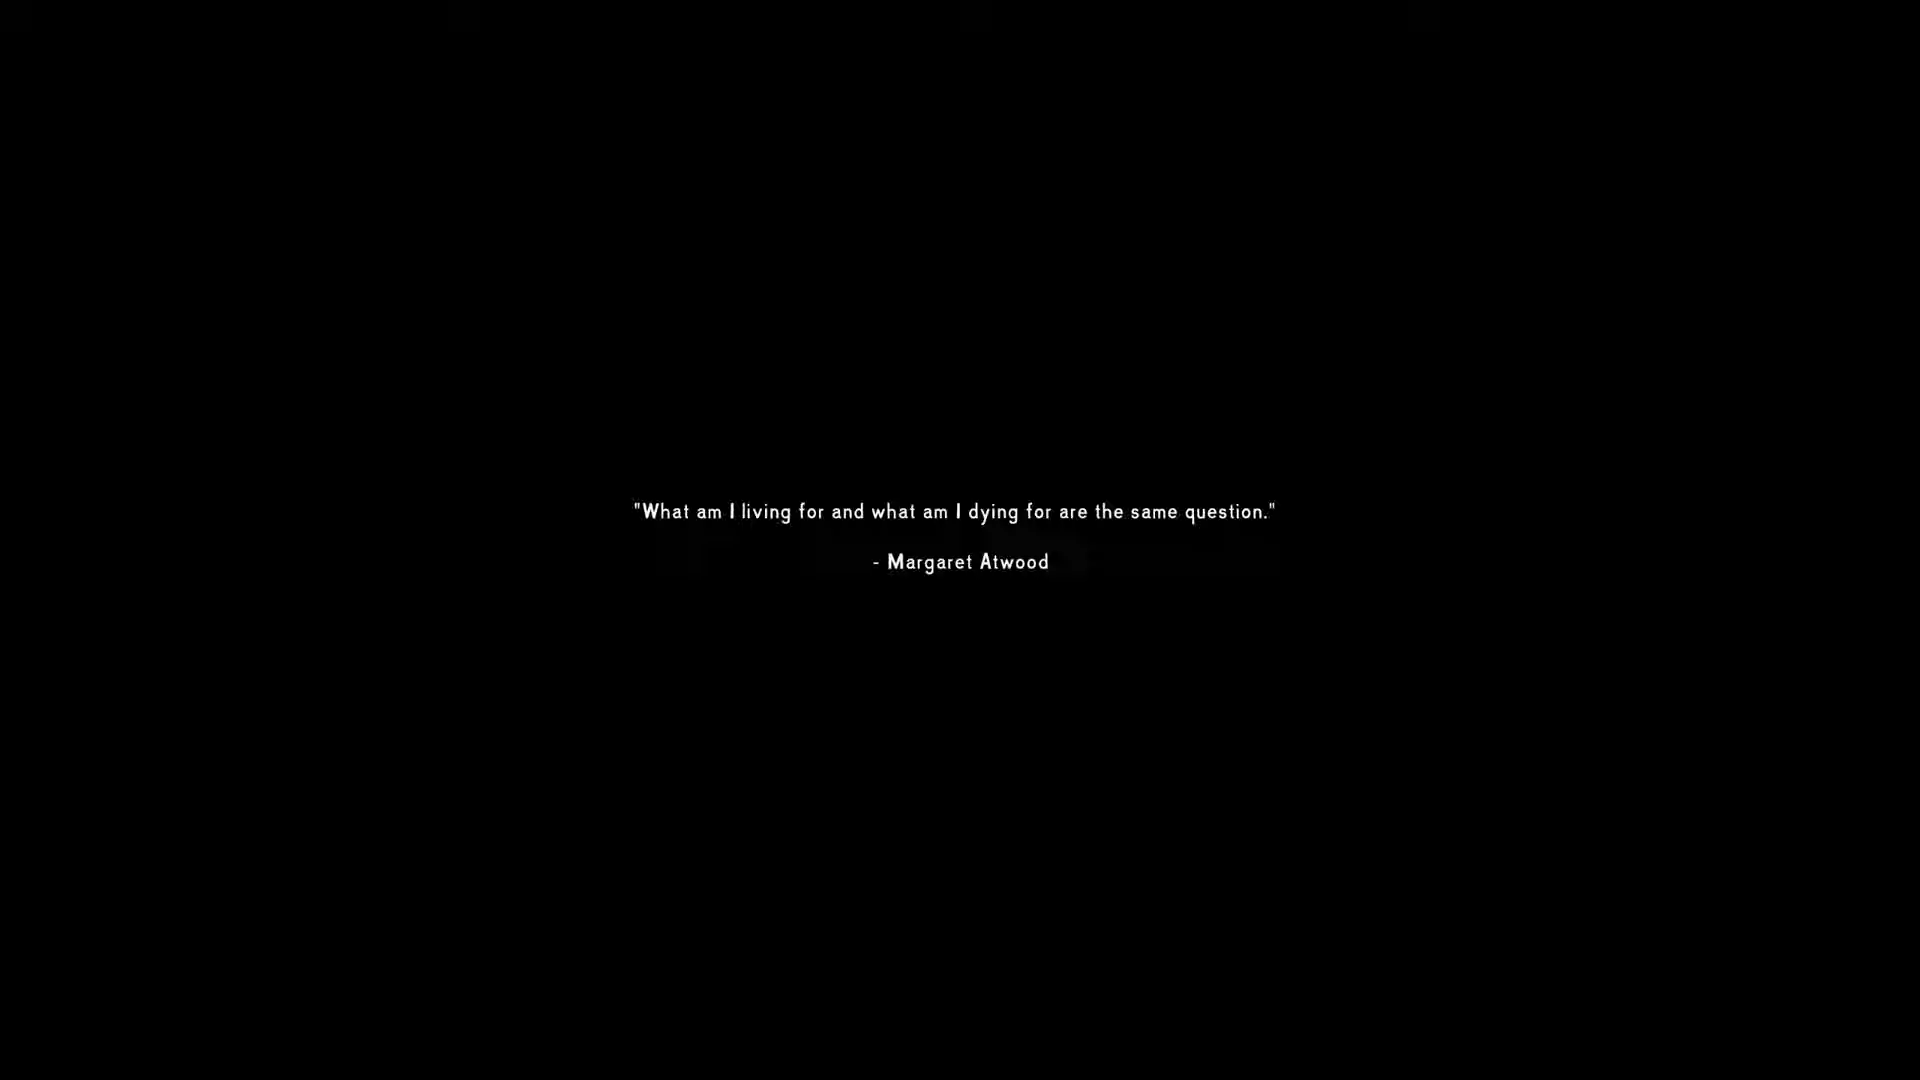 "What am I living for and what am I dying for are the same question."
- Margaret Atwood